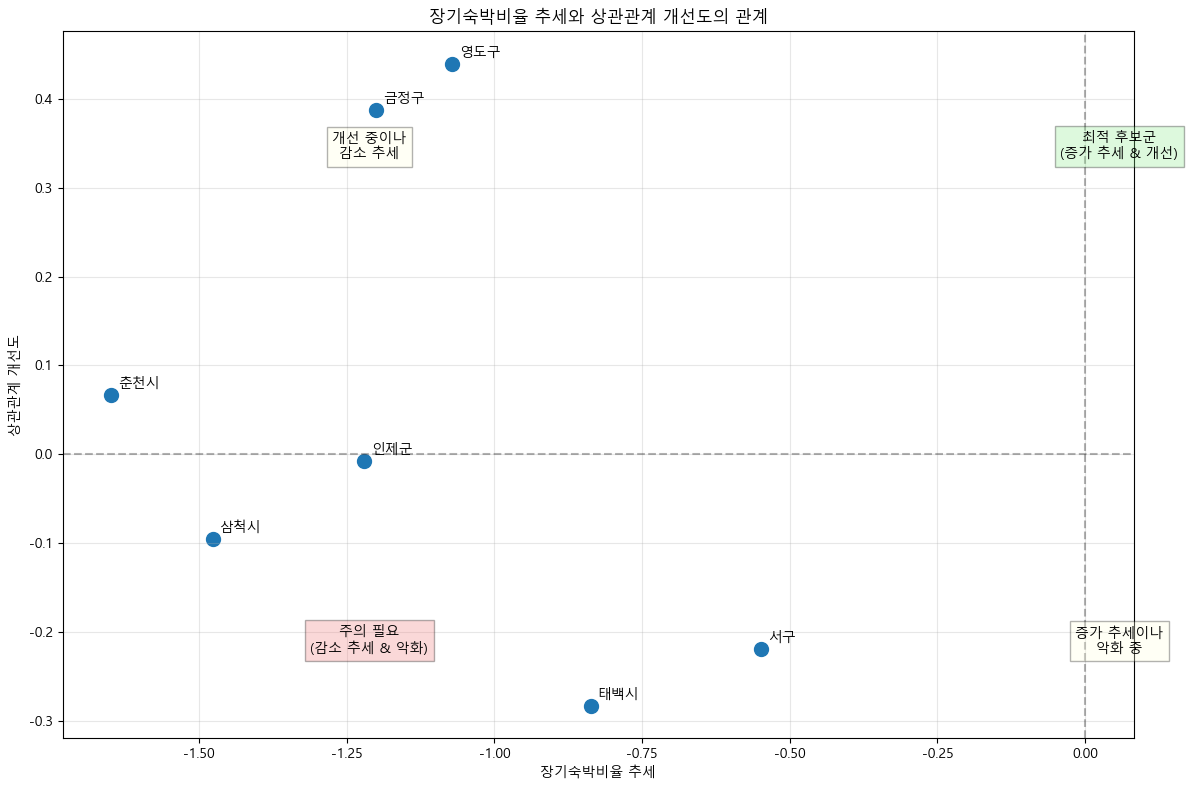 장기숙박비율 추세와 상관관계 개선도의 관계
영도구
금정구
개선 중이나
감소 추세
최적 후보군
(증가 추세 & 개선)
춘천시
인제군
삼척시
주의 필요
(감소 추세 & 악화)
서구
증가 추세이나
악화 중
태백시
상관관계 개선도
0.4
0.3
0.2
0.1
0.0
-0.1
-0.2
-0.3
-1.50
-1.25
-1.00
-0.75
-0.50
-0.25
0.00
장기숙박비율 추세